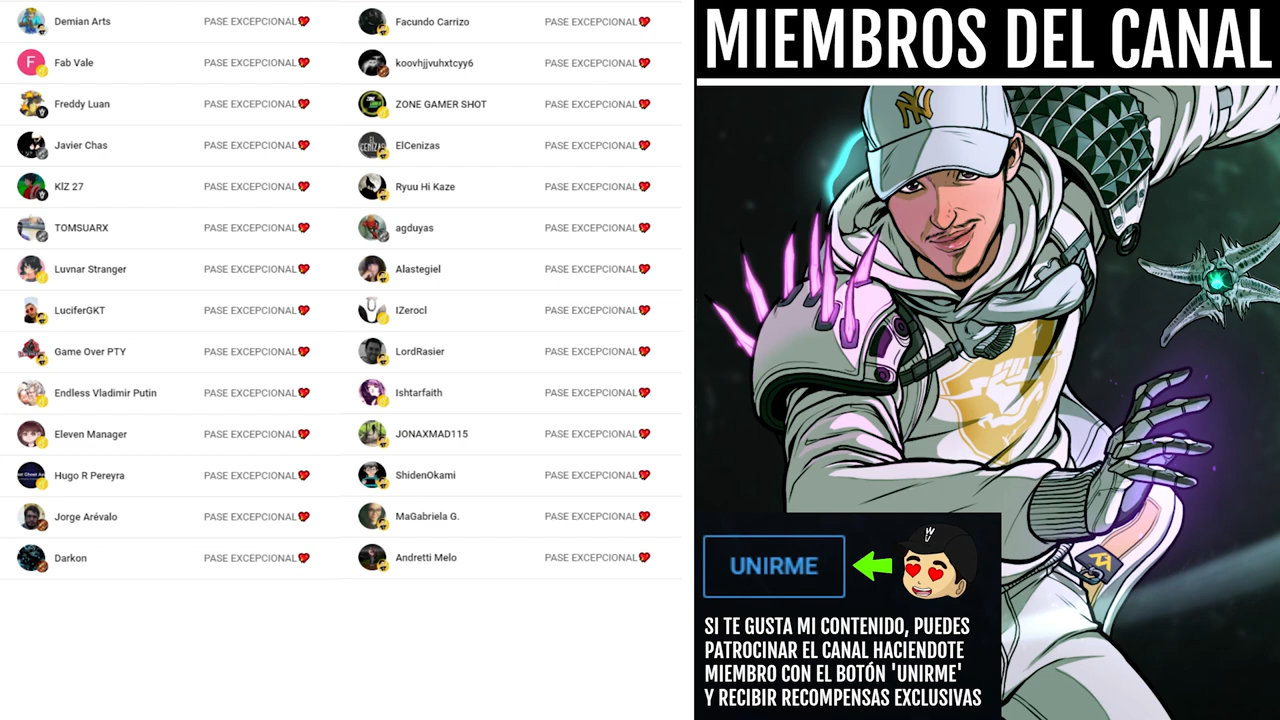 MIEMBROS DEL CANAL
Demian Arts PASE EXCEPCIONAL
Fab Vale PASE EXCEPCIONAL
Freddy Luan PASE EXCEPCIONAL
Javier Chas PASE EXCEPCIONAL
KIZ 27 PASE EXCEPCIONAL
TOMSUARX PASE EXCEPCIONAL
Luvnar Stranger PASE EXCEPCIONAL
LuciferGKT PASE EXCEPCIONAL
Game Over PTY PASE EXCEPCIONAL
Endless Vladimir Putin PASE EXCEPCIONAL
Eleven Manager PASE EXCEPCIONAL
Hugo R Pereyra PASE EXCEPCIONAL
Jorge Arévalo PASE EXCEPCIONAL
Darkon PASE EXCEPCIONAL
Facundo Carrizo PASE EXCEPCIONAL
koovhjjvuhxtcyy6 PASE EXCEPCIONAL
ZONE GAMER SHOT PASE EXCEPCIONAL
ElCenizas PASE EXCEPCIONAL
Ryuu Hi Kaze PASE EXCEPCIONAL
agduyas PASE EXCEPCIONAL
Alastegiel PASE EXCEPCIONAL
IZerocl PASE EXCEPCIONAL
LordRasier PASE EXCEPCIONAL
Ishtarfaith PASE EXCEPCIONAL
JONAXMAD115 PASE EXCEPCIONAL
ShidenOkami PASE EXCEPCIONAL
MaGabriela G. PASE EXCEPCIONAL
Andretti Melo PASE EXCEPCIONAL
F
NY
UNIRME
SI TE GUSTA MI CONTENIDO, PUEDES
PATROCINAR EL CANAL HACIENDOTE
MIEMBRO CON EL BOTÓN 'UNIRME'
Y RECIBIR RECOMPENSAS EXCLUSIVAS